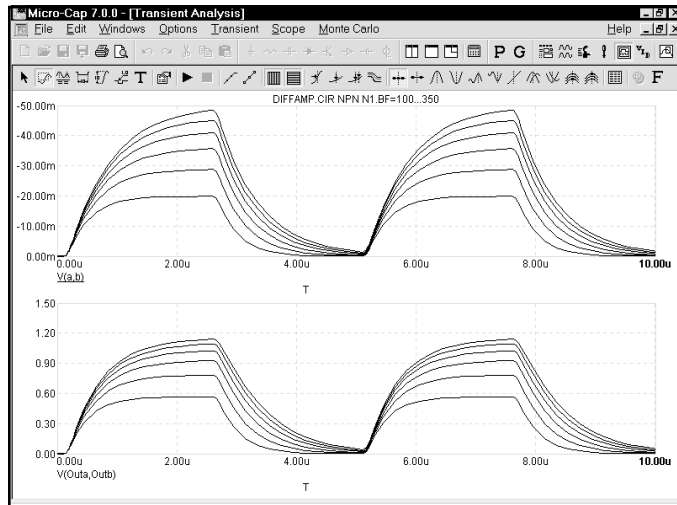 Micro-Cap 7.0.0 - [Transient Analysis]
File Edit Windows Options Transient Scope Monte Carlo Help
P G
T F
DIFFAMP.CIR NPN N1.BF=100...350
-50.00m
-40.00m
-30.00m
-20.00m
-10.00m
0.00m
0.00u 2.00u 4.00u 6.00u 8.00u 10.00u
V(a,b)
T
1.50
1.20
0.90
0.60
0.30
0.00
0.00u 2.00u 4.00u 6.00u 8.00u 10.00u
V(Outa,Outb)
T